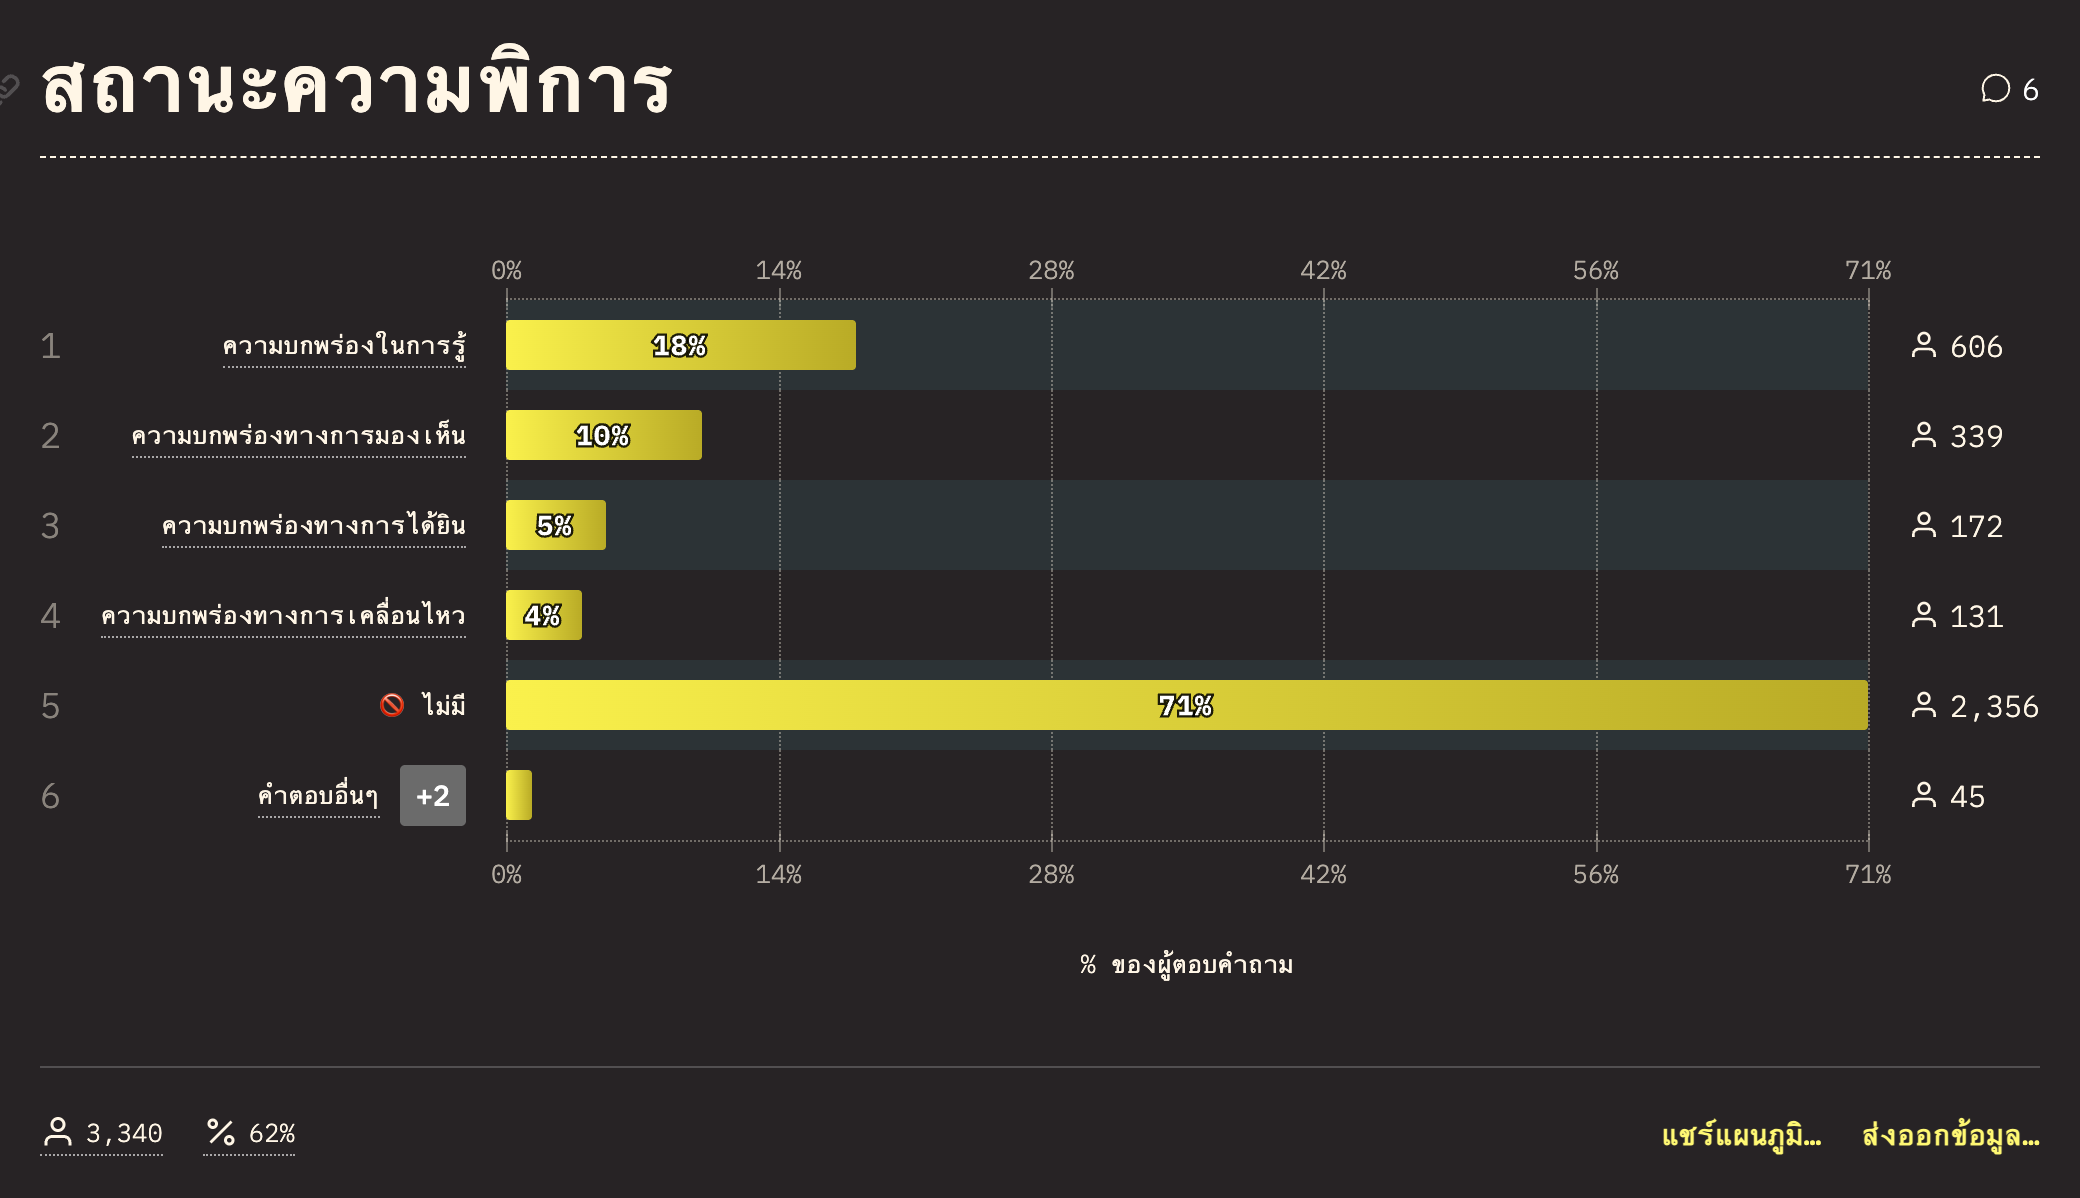 สถานะความพิการ
6
0% 14% 28% 42% 56% 71%
1 ความบกพร่องในการรู้ 18% 606
2 ความบกพร่องทางการมองเห็น 10% 339
3 ความบกพร่องทางการได้ยิน 5% 172
4 ความบกพร่องทางการเคลื่อนไหว 4% 131
5 ไม่มี 71% 2,356
6 คำตอบอื่นๆ +2 45
0% 14% 28% 42% 56% 71%
% ของผู้ตอบคำถาม
3,340 62% แชร์แผนภูมิ… ส่งออกข้อมูล…